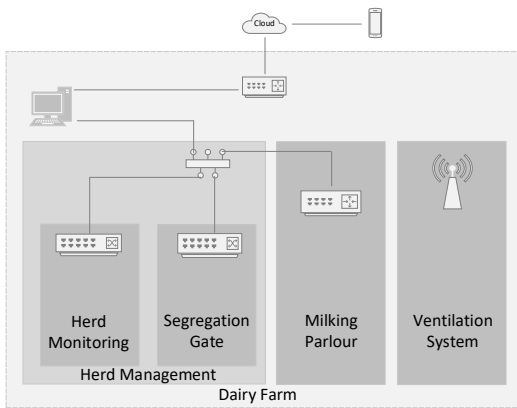 Cloud
Herd
Monitoring
Segregation
Gate
Milking
Parlour
Ventilation
System
Herd Management
Dairy Farm